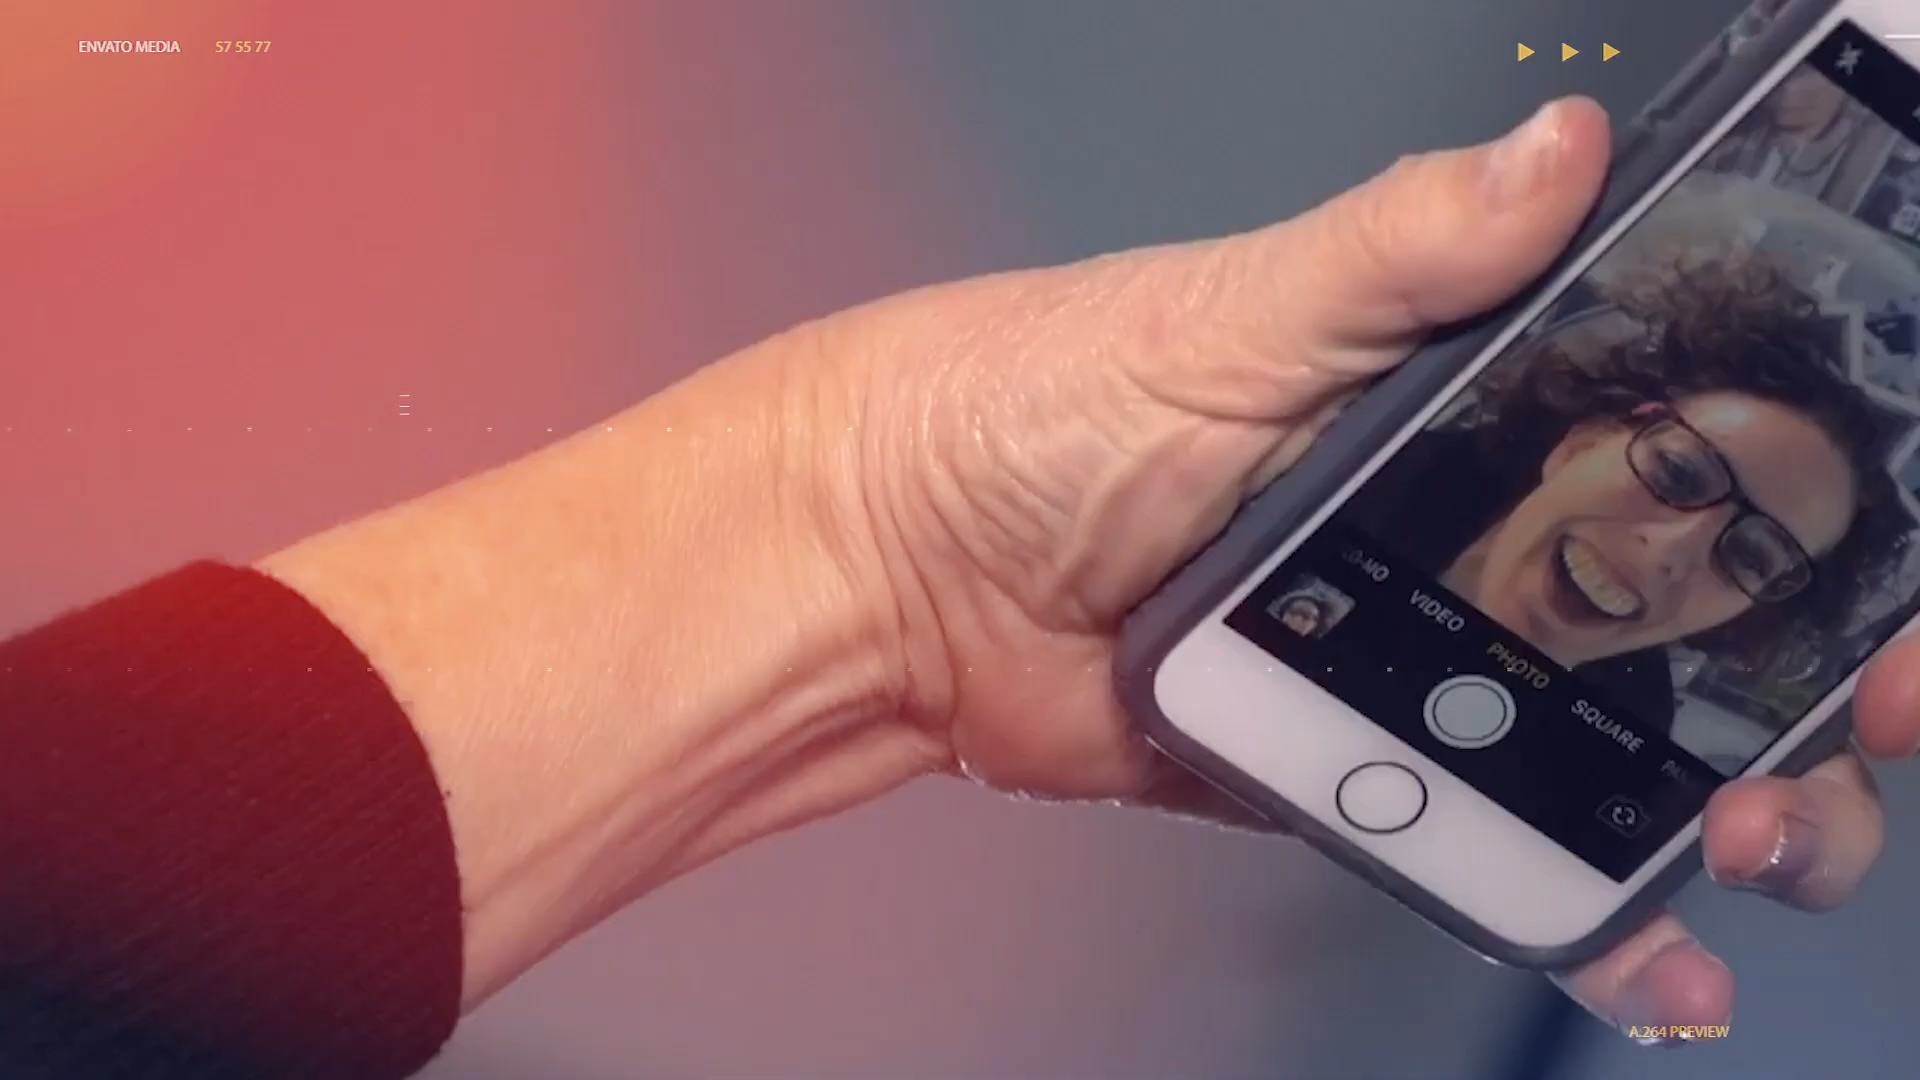 ENVATO MEDIA 57 55 77
VIDEO
PHOTO
SQUARE
A.264 PREVIEW